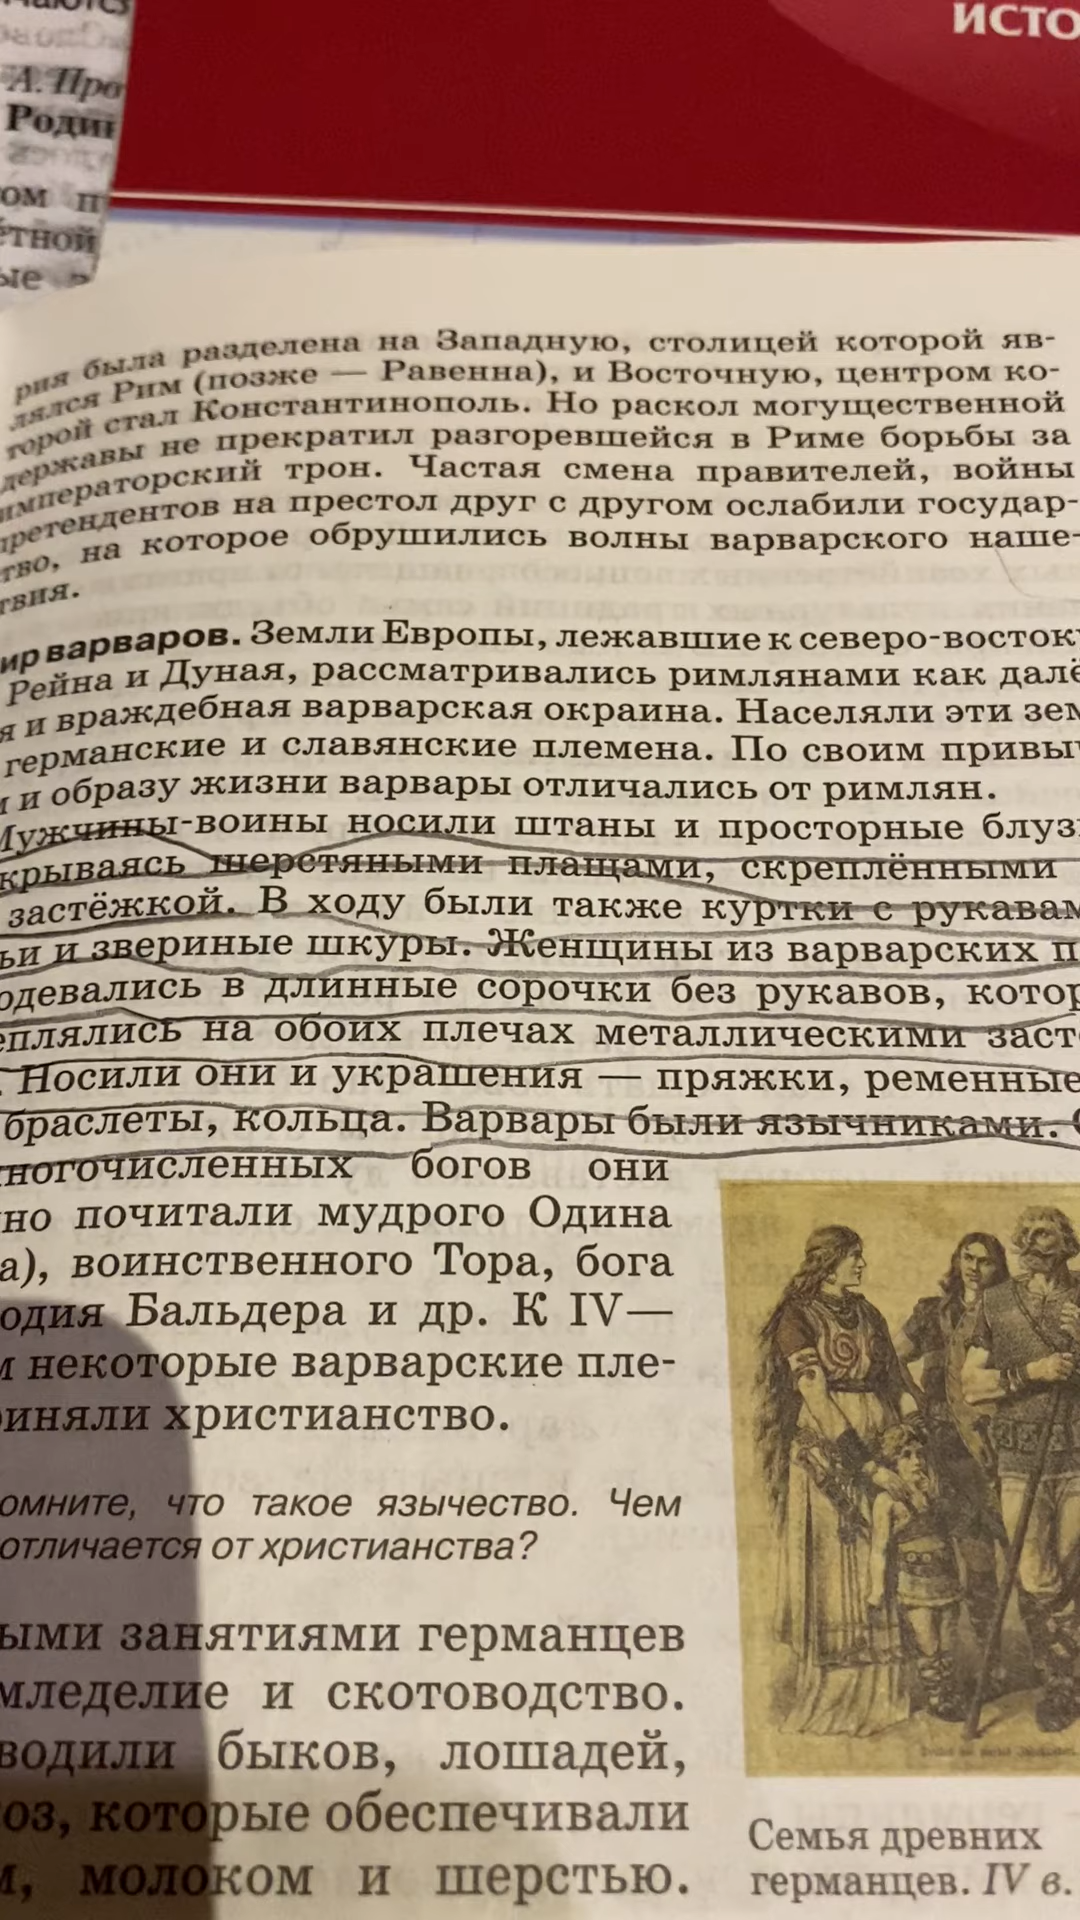 ИСТО
А. Про
Родин
ом п
ётной
ые »
рия была разделена на Западную, столицей которой яв-
лялся Рим (позже — Равенна), и Восточную, центром ко-
торой стал Константинополь. Но раскол могущественной
державы не прекратил разгоревшейся в Риме борьбы за
императорский трон. Частая смена правителей, войны
претендентов на престол друг с другом ослабили государ-
тво, на которое обрушились волны варварского наше-
твия.
ир варваров. Земли Европы, лежавшие к северо-восток
Рейна и Дуная, рассматривались римлянами как далё
я и враждебная варварская окраина. Населяли эти зем
германские и славянские племена. По своим привыч
и образу жизни варвары отличались от римлян.
Мужчины-воины носили штаны и просторные блуз
крываясь шерстяными плащами, скреплёнными
застёжкой. В ходу были также куртки с рукавам
ьи и звериные шкуры. Женщины из варварских п
одевались в длинные сорочки без рукавов, котор
еплялись на обоих плечах металлическими засто
Носили они и украшения — пряжки, ременные
браслеты, кольца. Варвары были язычниками.
ногочисленных богов они
но почитали мудрого Одина
а), воинственного Тора, бога
одия Бальдера и др. К IV—
м некоторые варварские пле-
риняли христианство.
омните, что такое язычество. Чем
отличается от христианства?
ыми занятиями германцев
мледелие и скотоводство.
водили быков, лошадей,
оз, которые обеспечивали
м, молоком и шерстью.
Семья древних
германцев. IV в.